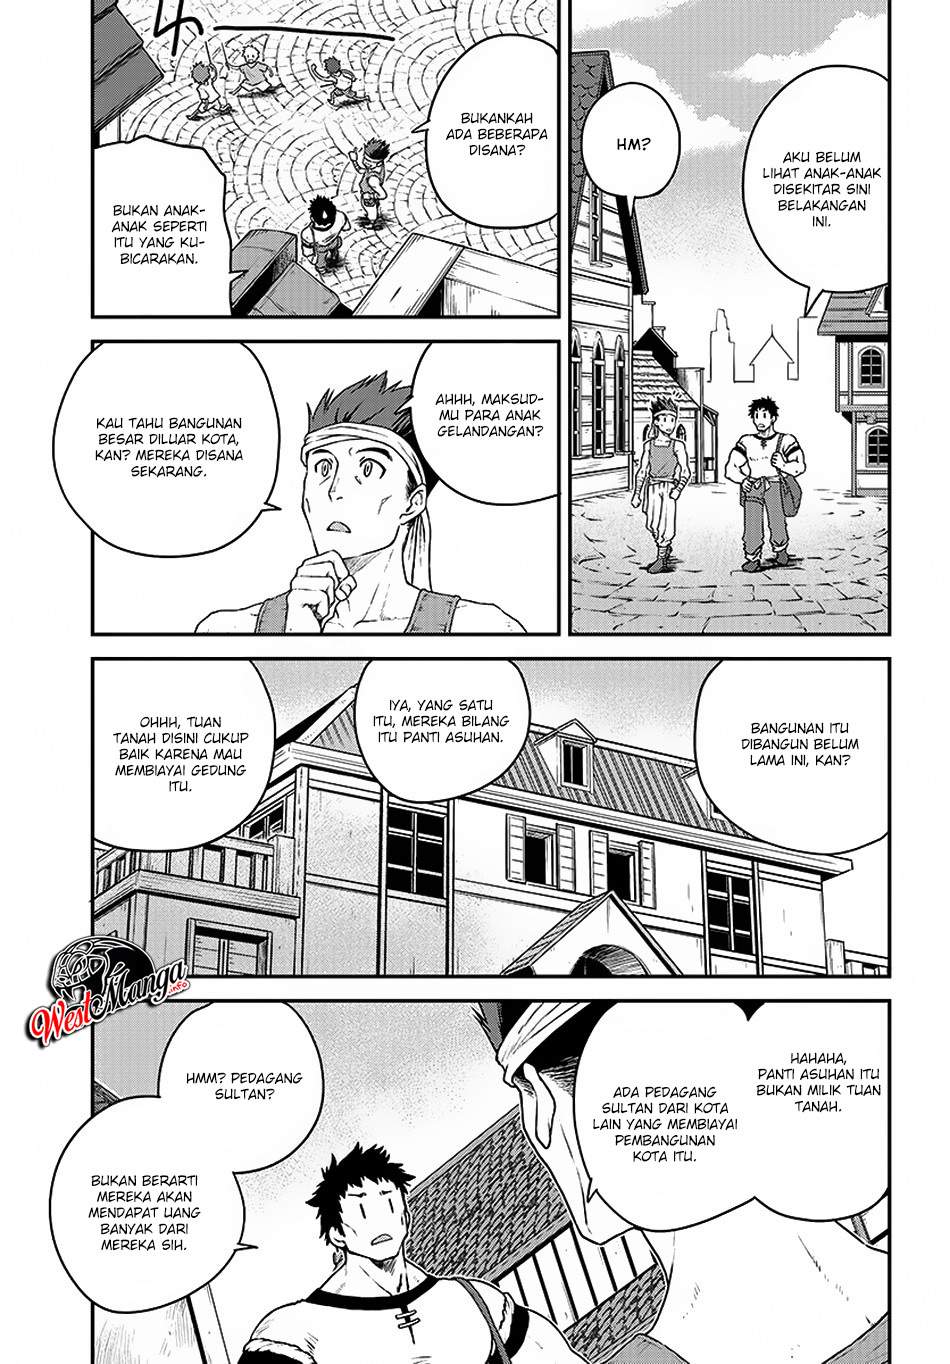 AKU BELUM
LIHAT ANAK-ANAK
DISEKITAR SINI
BELAKANGAN
INI.
HM?
BUKANKAH
ADA BEBERAPA
DISANA?
BUKAN ANAK-
ANAK SEPERTI
ITU YANG KU-
BICARAKAN.
AHHH, MAKSUD-
MU PARA ANAK
GELANDANGAN?
KAU TAHU BANGUNAN
BESAR DILUAR KOTA,
KAN? MEREKA DISANA
SEKARANG.
BANGUNAN ITU
DIBANGUN BELUM
LAMA INI, KAN?
IYA, YANG SATU
ITU, MEREKA BILANG
ITU PANTI ASUHAN.
OHHH, TUAN
TANAH DISINI CUKUP
BAIK KARENA MAU
MEMBIAYAI GEDUNG
ITU.
HAHAHA,
PANTI ASUHAN ITU
BUKAN MILIK TUAN
TANAH.
ADA PEDAGANG
SULTAN DARI KOTA
LAIN YANG MEMBIAYAI
PEMBANGUNAN
KOTA ITU.
HMM? PEDAGANG
SULTAN?
BUKAN BERARTI
MEREKA AKAN
MENDAPAT UANG
BANYAK DARI
MEREKA SIH.
WestManga
.info